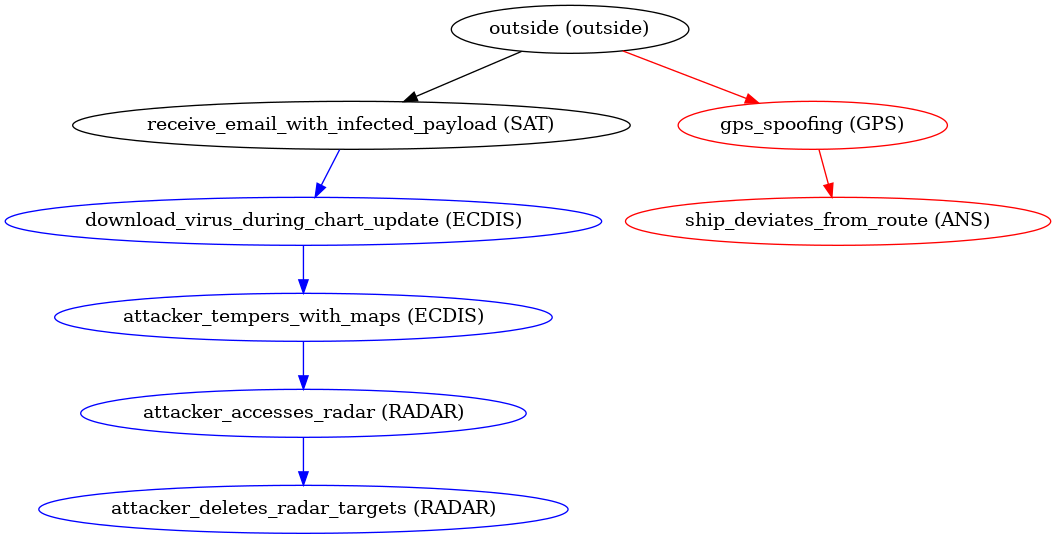 outside (outside)
receive_email_with_infected_payload (SAT)
gps_spoofing (GPS)
download_virus_during_chart_update (ECDIS)
ship_deviates_from_route (ANS)
attacker_tempers_with_maps (ECDIS)
attacker_accesses_radar (RADAR)
attacker_deletes_radar_targets (RADAR)